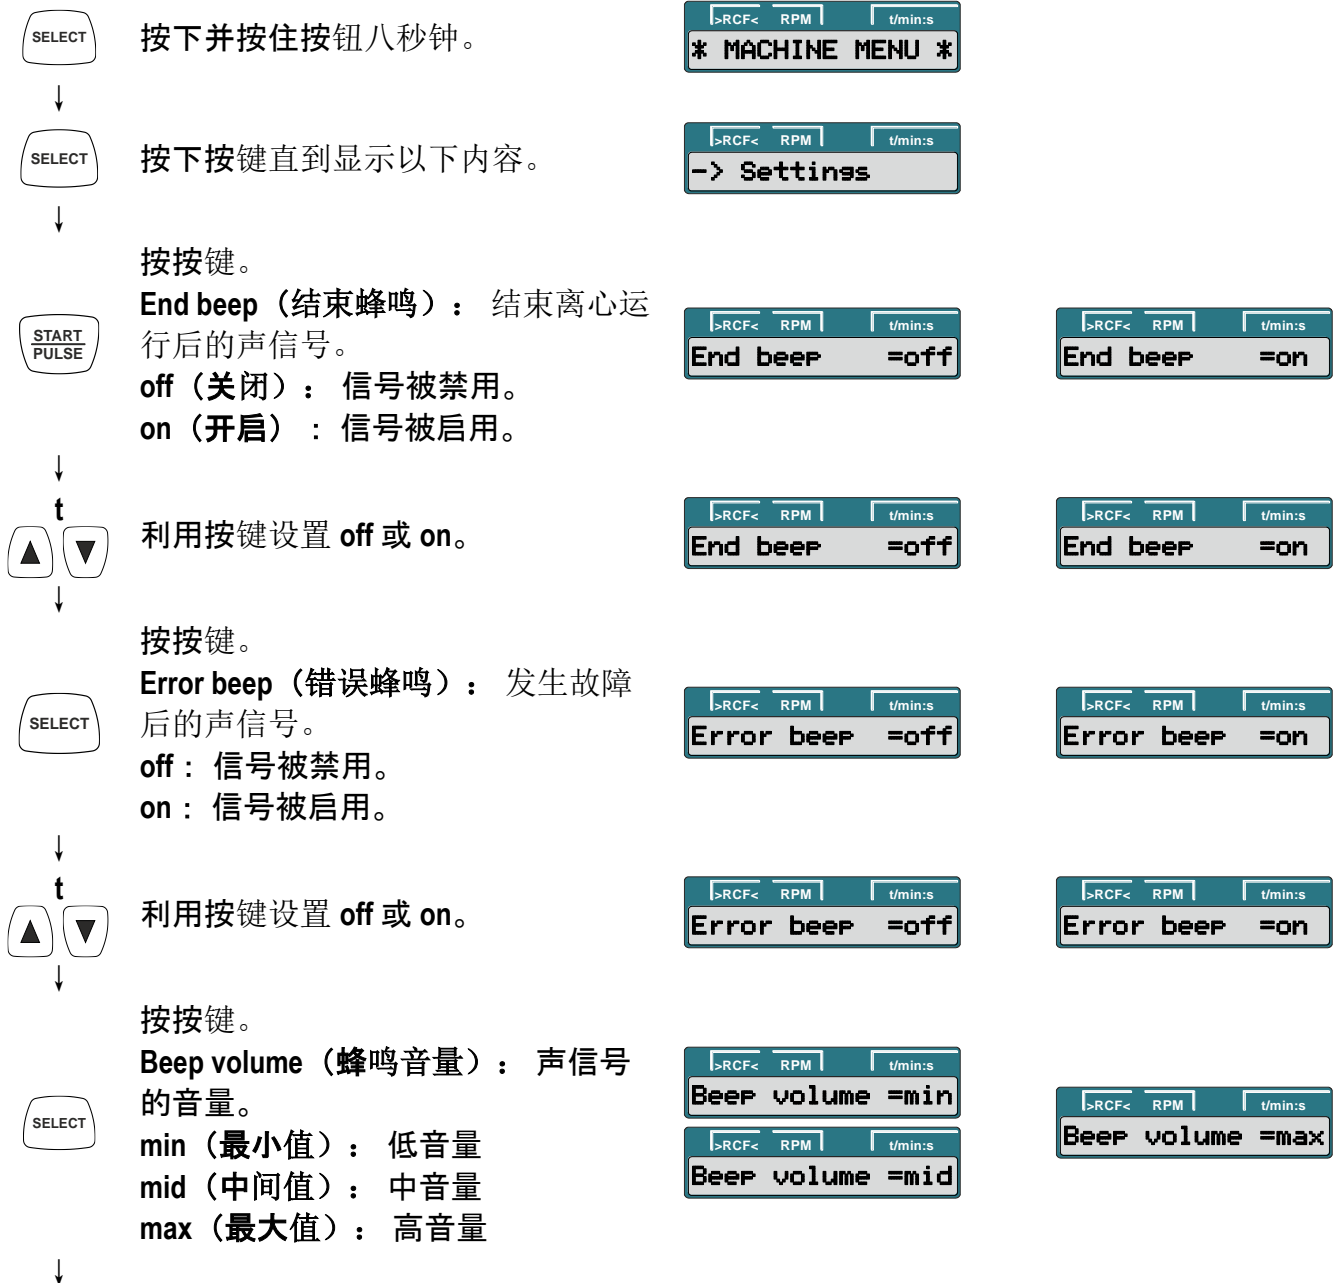 SELECT
按下并按住按钮八秒钟。
>RCF< RPM t/min:s
* MACHINE MENU *
SELECT
按下按键直到显示以下内容。
>RCF< RPM t/min:s
-> Settings
START
PULSE
按按键。
End beep（结束蜂鸣）： 结束离心运
行后的声信号。
off（关闭）： 信号被禁用。
on（开启）： 信号被启用。
>RCF< RPM t/min:s
End beep =off
>RCF< RPM t/min:s
End beep =on
t
利用按键设置 off 或 on。
>RCF< RPM t/min:s
End beep =off
>RCF< RPM t/min:s
End beep =on
SELECT
按按键。
Error beep（错误蜂鸣）： 发生故障
后的声信号。
off： 信号被禁用。
on： 信号被启用。
>RCF< RPM t/min:s
Error beep =off
>RCF< RPM t/min:s
Error beep =on
t
利用按键设置 off 或 on。
>RCF< RPM t/min:s
Error beep =off
>RCF< RPM t/min:s
Error beep =on
SELECT
按按键。
Beep volume（蜂鸣音量）： 声信号
的音量。
min（最小值）： 低音量
mid（中间值）： 中音量
max（最大值）： 高音量
>RCF< RPM t/min:s
Beep volume =min
>RCF< RPM t/min:s
Beep volume =mid
>RCF< RPM t/min:s
Beep volume =max